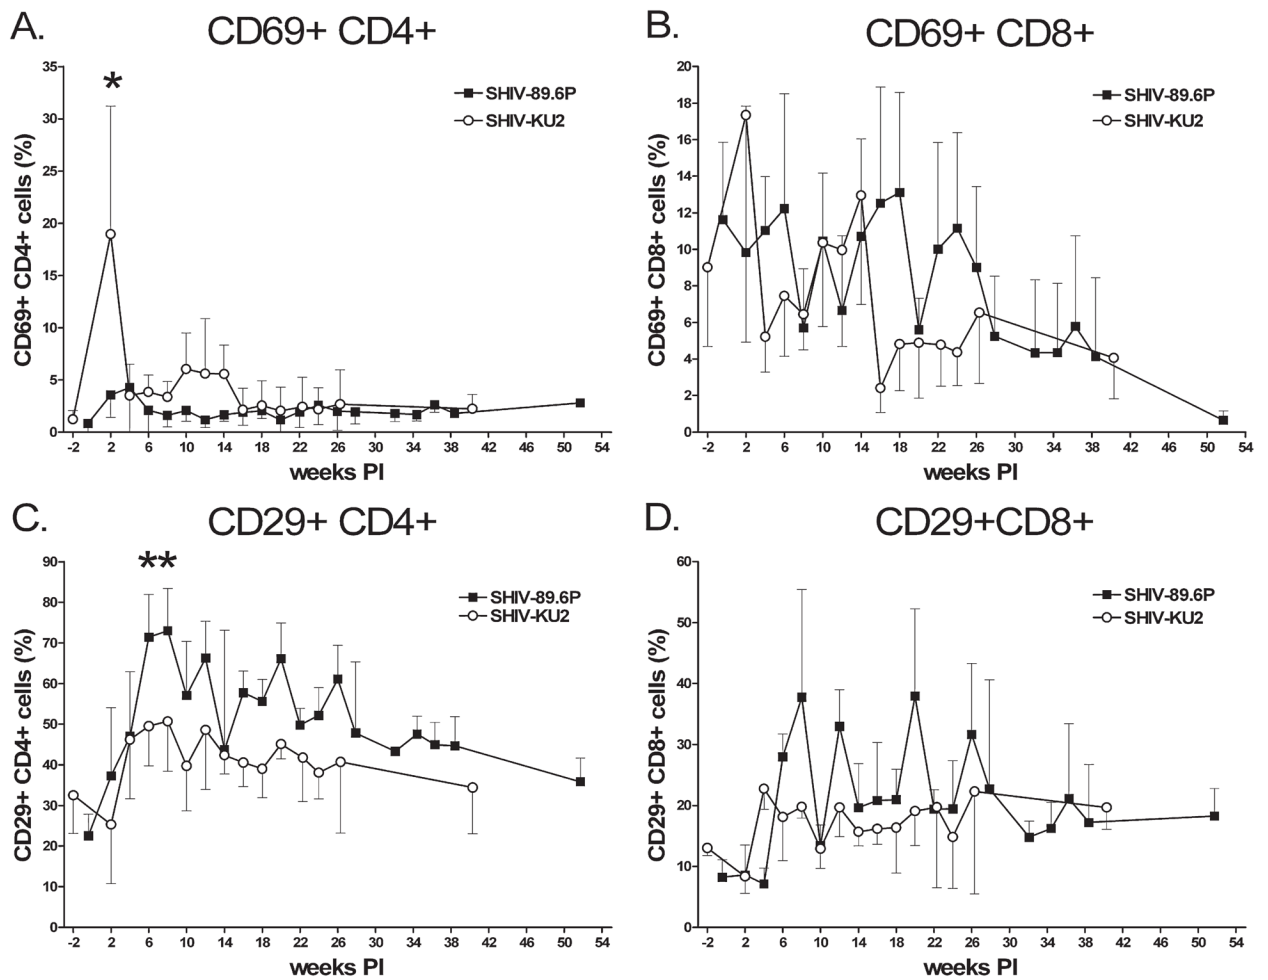 A.
CD69+ CD4+
CD69+ CD4+ cells (%)
35
30
25
20
15
10
5
0
*
SHIV-89.6P
SHIV-KU2
-2 2 6 10 14 18 22 26 30 34 38 42 46 50 54
weeks PI
B.
CD69+ CD8+
CD69+ CD8+ cells (%)
20
18
16
14
12
10
8
6
4
2
0
SHIV-89.6P
SHIV-KU2
-2 2 6 10 14 18 22 26 30 34 38 42 46 50 54
weeks PI
C.
CD29+ CD4+
CD29+ CD4+ cells (%)
90
80
70
60
50
40
30
20
10
0
**
SHIV-89.6P
SHIV-KU2
-2 2 6 10 14 18 22 26 30 34 38 42 46 50 54
weeks PI
D.
CD29+CD8+
CD29+ CD8+ cells (%)
60
50
40
30
20
10
0
SHIV-89.6P
SHIV-KU2
-2 2 6 10 14 18 22 26 30 34 38 42 46 50 54
weeks PI